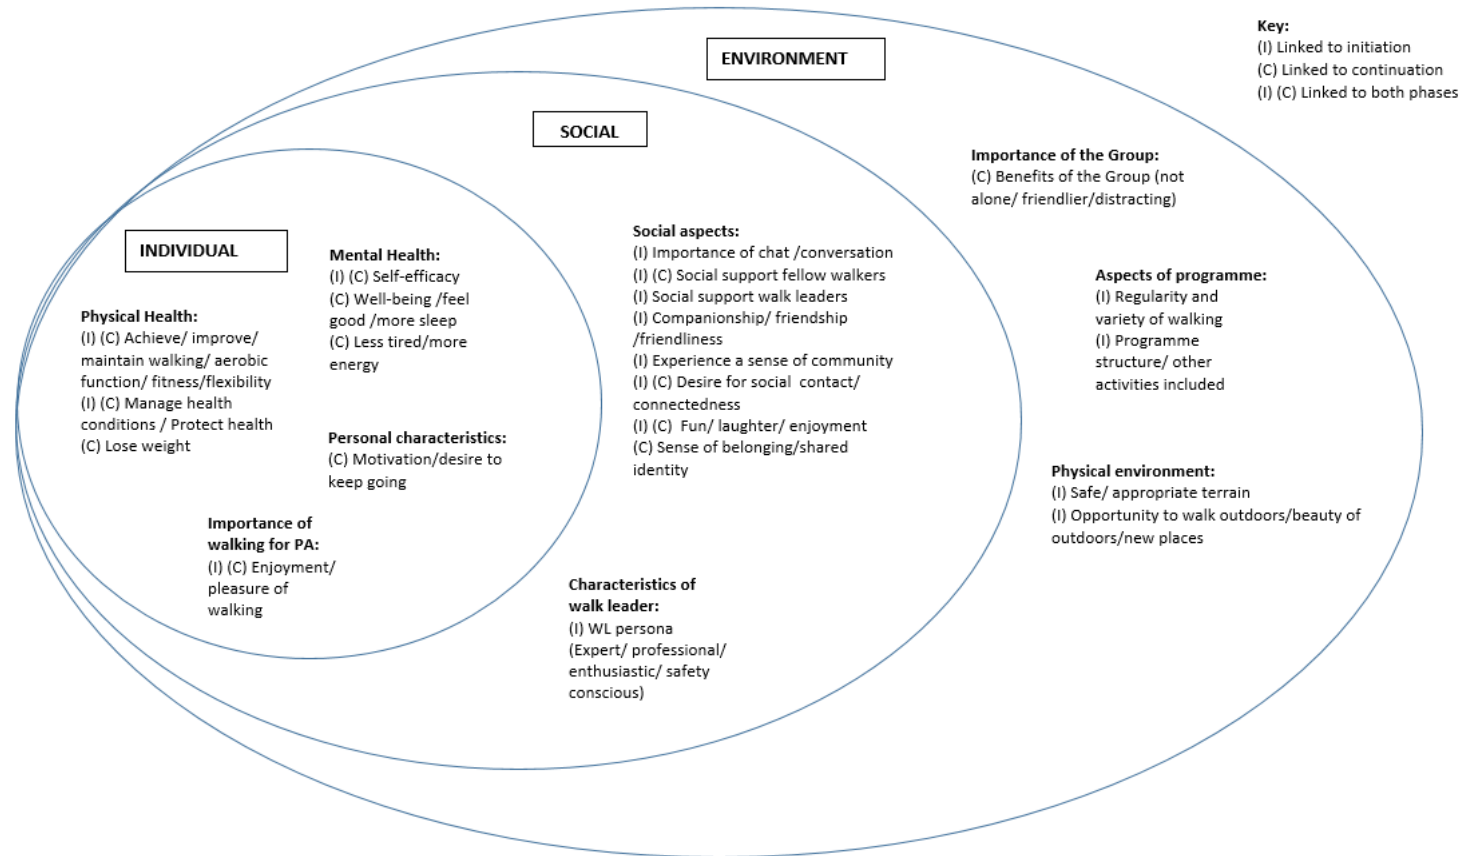 ENVIRONMENT
Key:
(I) Linked to initiation
(C) Linked to continuation
(I) (C) Linked to both phases
SOCIAL
Importance of the Group:
(C) Benefits of the Group (not
alone/ friendlier/distracting)
INDIVIDUAL
Physical Health:
(I) (C) Achieve/ improve/
maintain walking/ aerobic
function/ fitness/flexibility
(I) (C) Manage health
conditions / Protect health
(C) Lose weight
Mental Health:
(I) (C) Self-efficacy
(C) Well-being /feel
good /more sleep
(C) Less tired/more
energy
Personal characteristics:
(C) Motivation/desire to
keep going
Importance of
walking for PA:
(I) (C) Enjoyment/
pleasure of
walking
Social aspects:
(I) Importance of chat /conversation
(I) (C) Social support fellow walkers
(I) Social support walk leaders
(I) Companionship/ friendship
/friendliness
(I) Experience a sense of community
(I) (C) Desire for social contact/
connectedness
(I) (C) Fun/ laughter/ enjoyment
(C) Sense of belonging/shared
identity
Characteristics of
walk leader:
(I) WL persona
(Expert/ professional/
enthusiastic/ safety
conscious)
Aspects of programme:
(I) Regularity and
variety of walking
(I) Programme
structure/ other
activities included
Physical environment:
(I) Safe/ appropriate terrain
(I) Opportunity to walk outdoors/beauty of
outdoors/new places